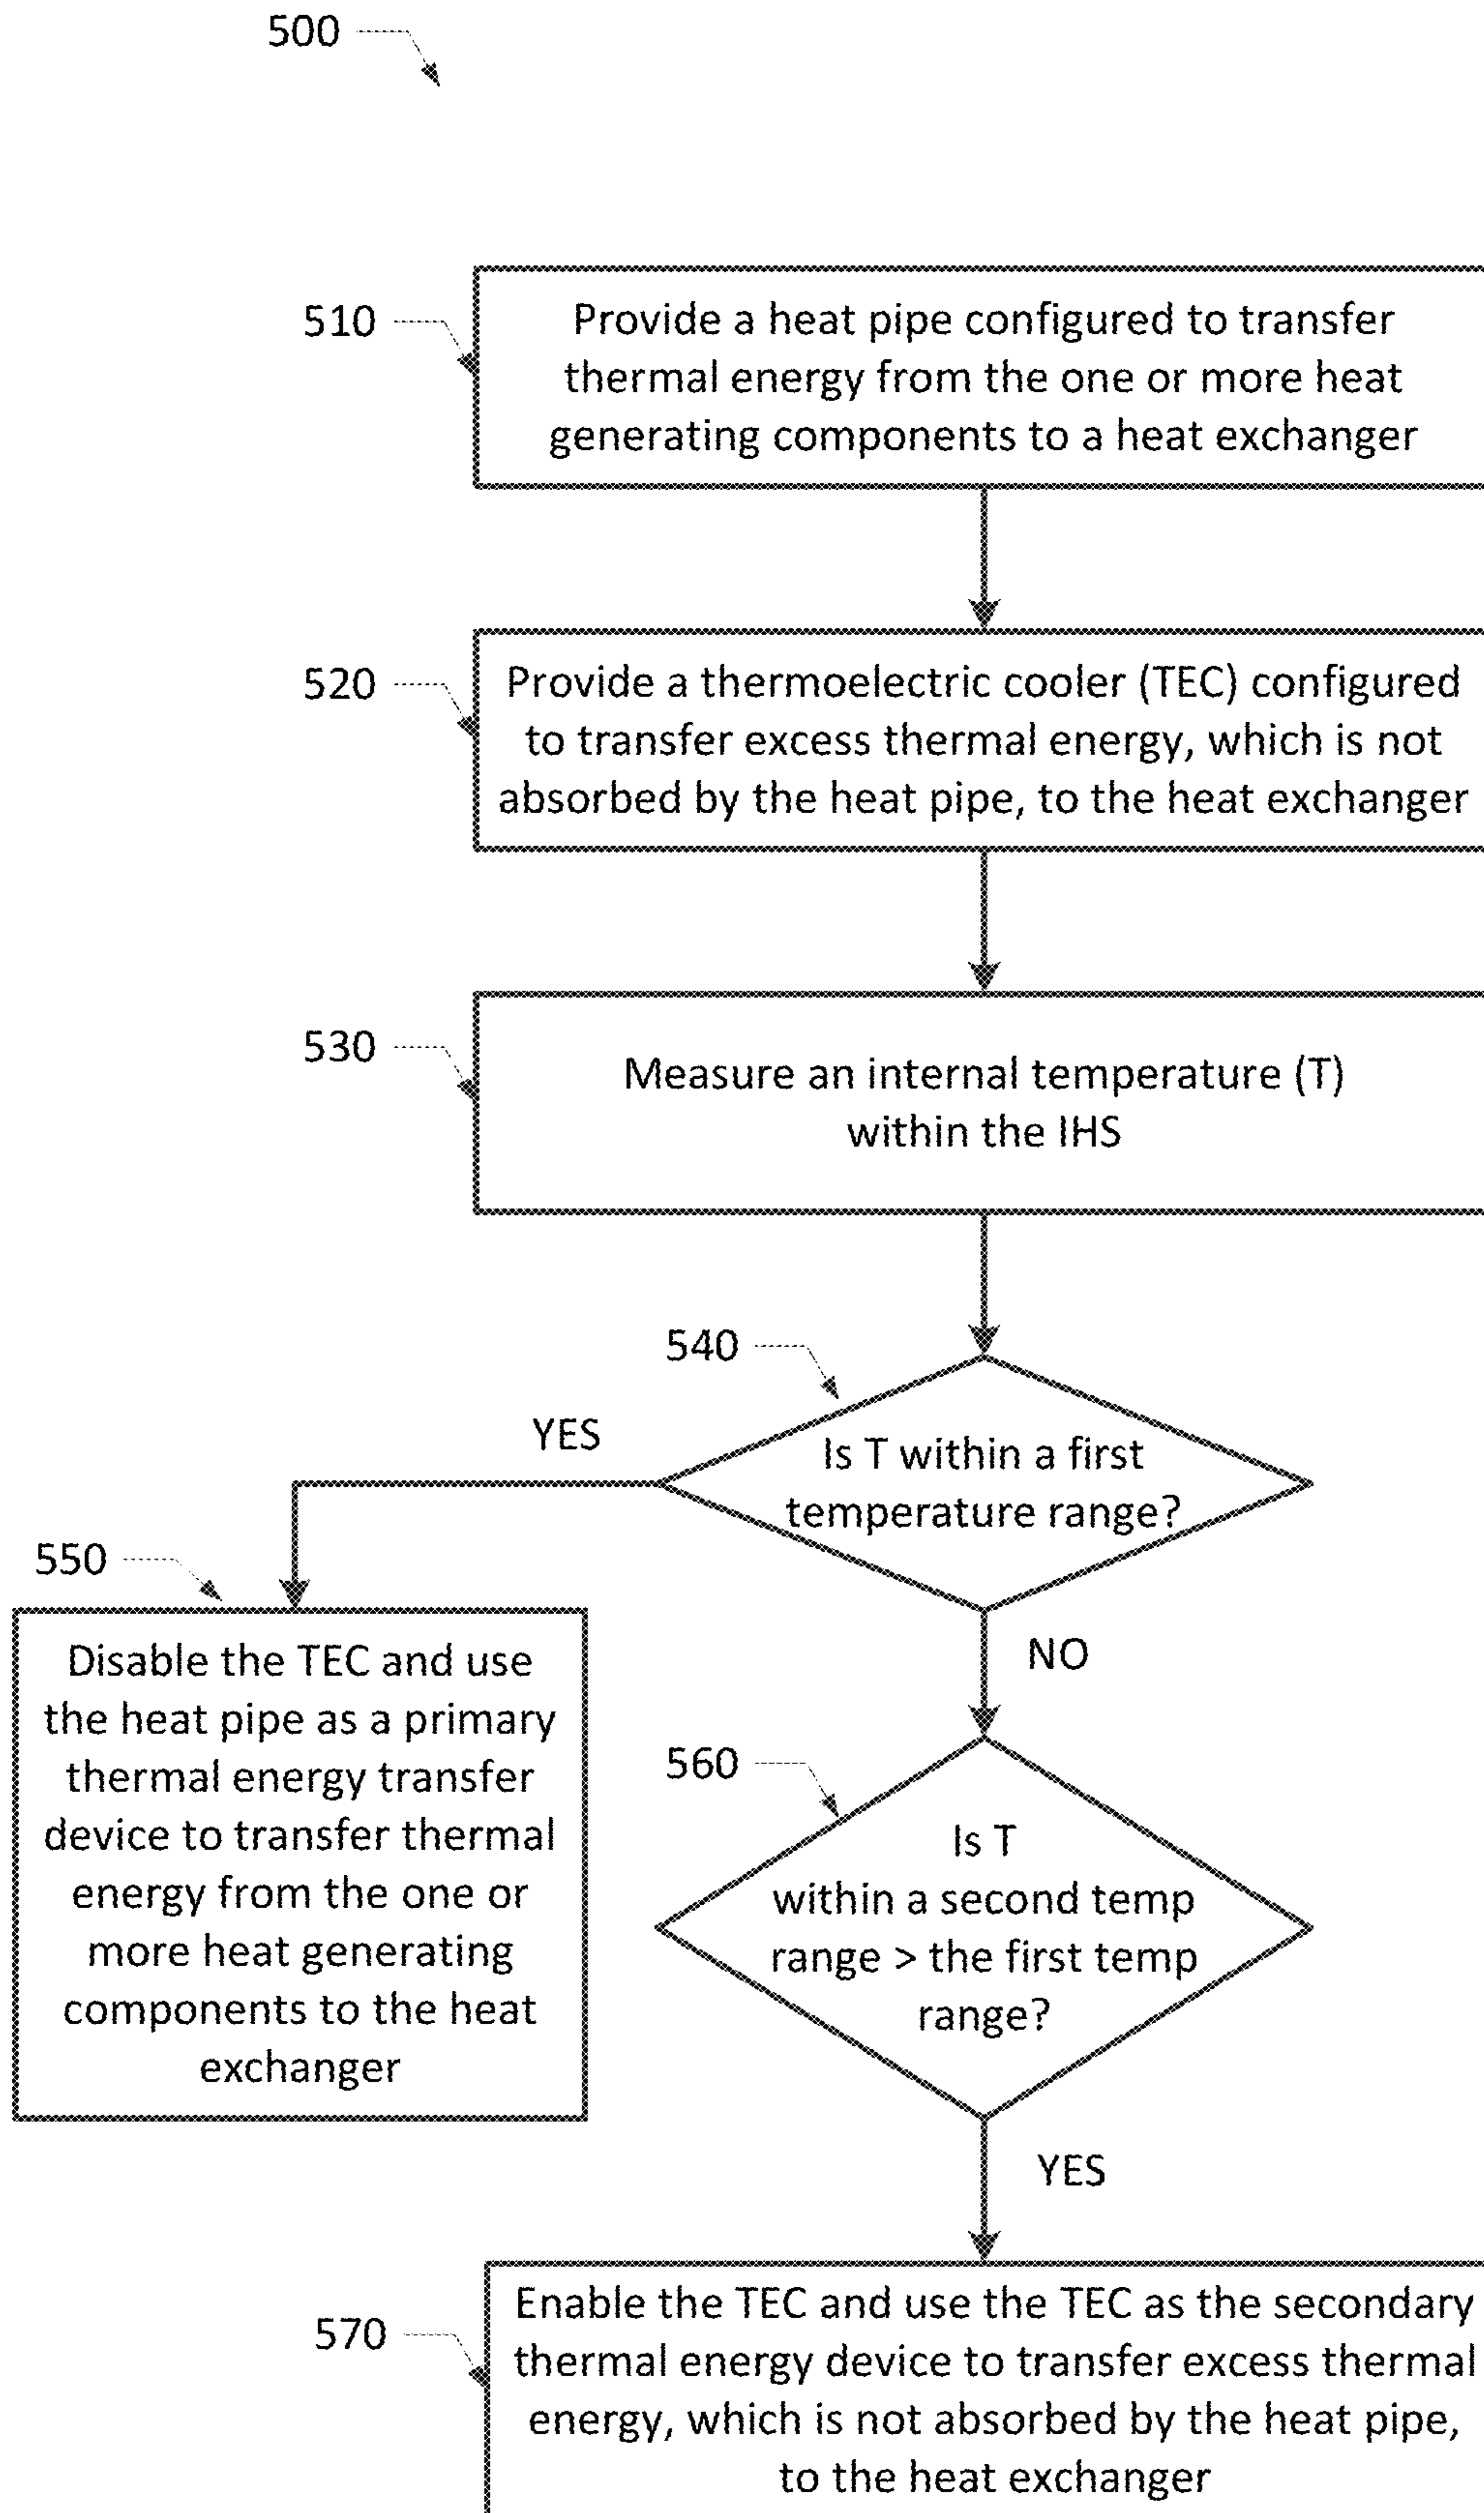 500
510
Provide a heat pipe configured to transfer
thermal energy from the one or more heat
generating components to a heat exchanger
520
Provide a thermoelectric cooler (TEC) configured
to transfer excess thermal energy, which is not
absorbed by the heat pipe, to the heat exchanger
530
Measure an internal temperature (T)
within the IHS
540
YES
Is T within a first
temperature range?
550
Disable the TEC and use
the heat pipe as a primary
thermal energy transfer
device to transfer thermal
energy from the one or
more heat generating
components to the heat
exchanger
NO
560
Is T
within a second temp
range > the first temp
range?
YES
570
Enable the TEC and use the TEC as the secondary
thermal energy device to transfer excess thermal
energy, which is not absorbed by the heat pipe,
to the heat exchanger